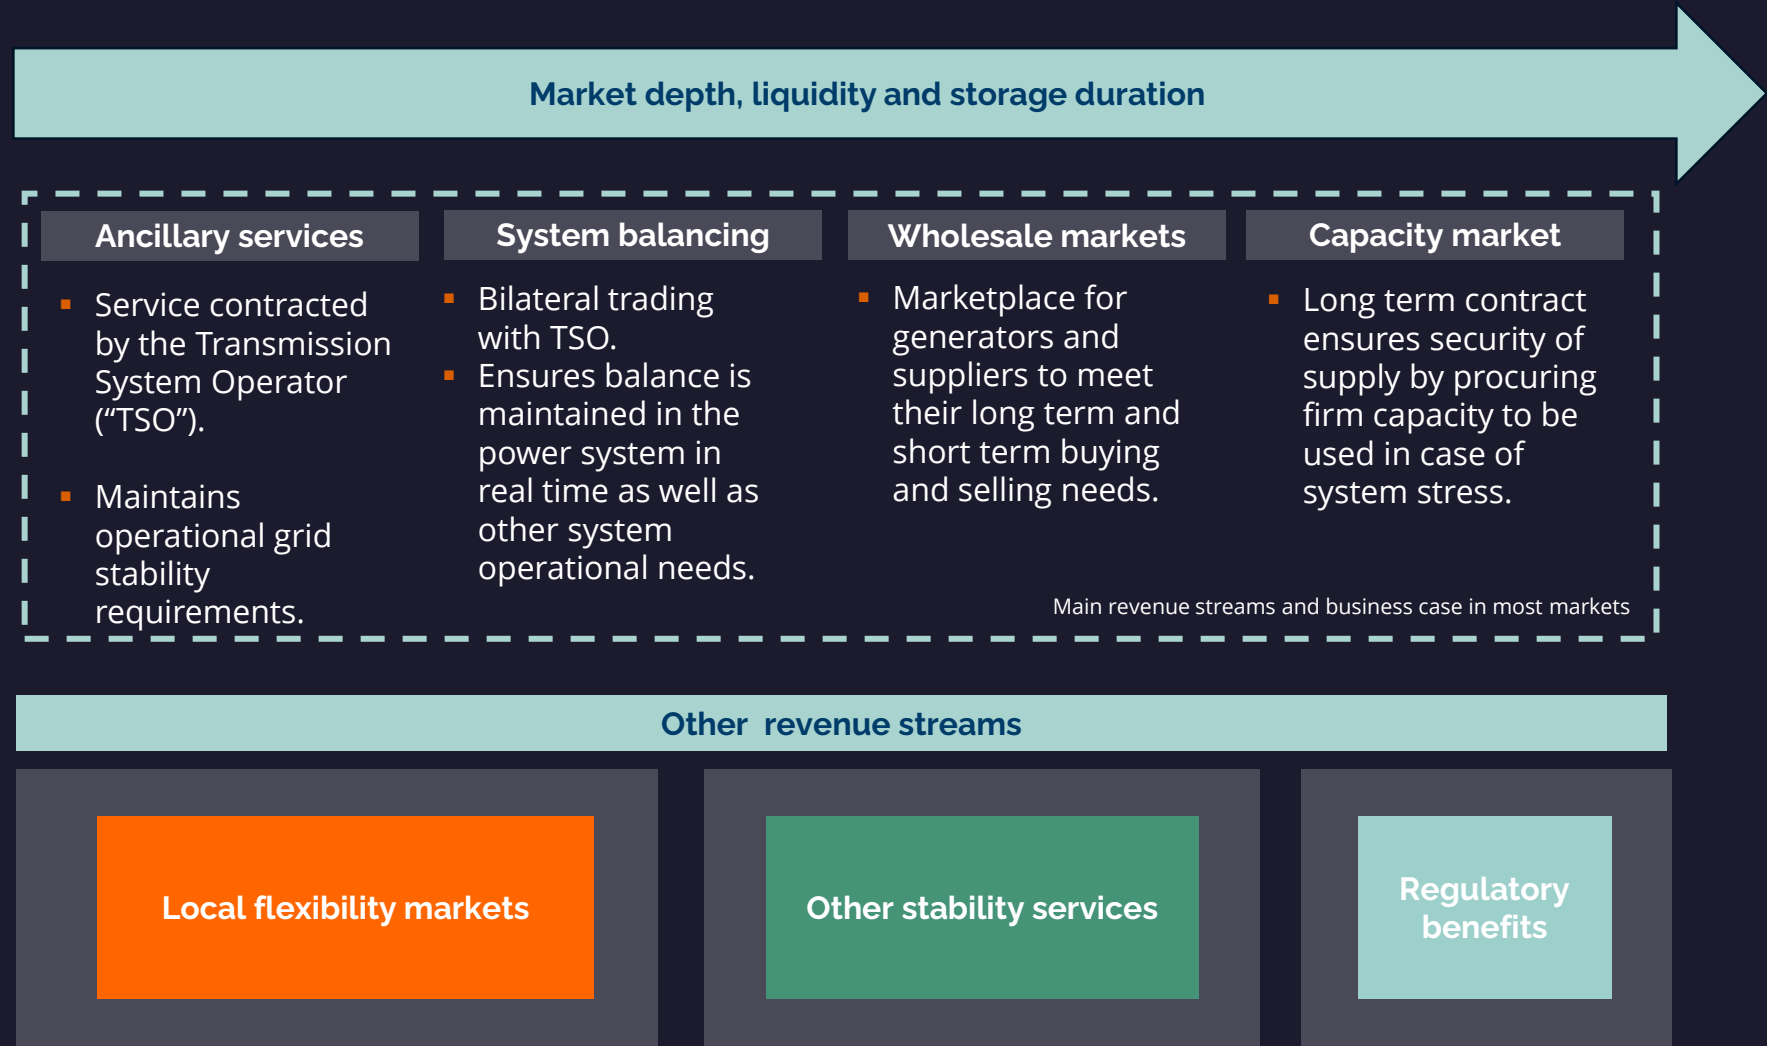 Market depth, liquidity and storage duration
Ancillary services
▪ Service contracted
by the Transmission
System Operator
(“TSO”).
▪ Maintains
operational grid
stability
requirements.
System balancing
▪ Bilateral trading
with TSO.
▪ Ensures balance is
maintained in the
power system in
real time as well as
other system
operational needs.
Wholesale markets
▪ Marketplace for
generators and
suppliers to meet
their long term and
short term buying
and selling needs.
Capacity market
▪ Long term contract
ensures security of
supply by procuring
firm capacity to be
used in case of
system stress.
Main revenue streams and business case in most markets
Other revenue streams
Local flexibility markets
Other stability services
Regulatory
benefits